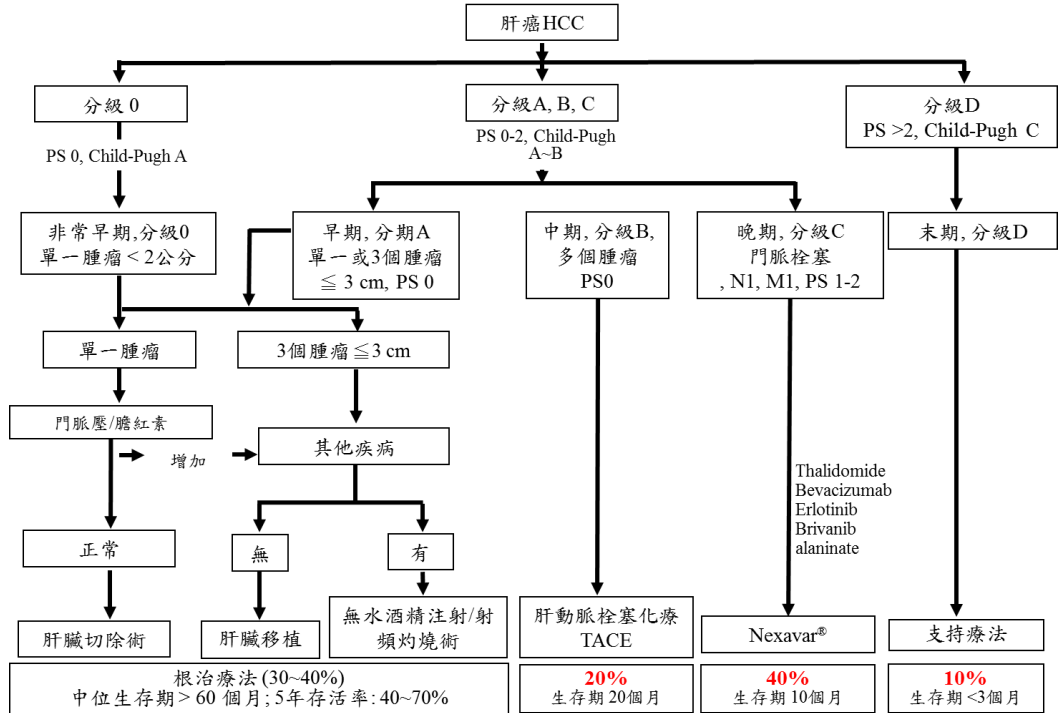 肝癌HCC
分級 0
分級A, B, C
分級D
PS >2, Child-Pugh C
PS 0, Child-Pugh A
PS 0-2, Child-Pugh
A~B
非常早期,分級0
單一腫瘤 < 2公分
早期, 分期A
單一或3個腫瘤
≦ 3 cm, PS 0
中期, 分級B,
多個腫瘤
PS0
晚期, 分級C
門脈栓塞
, N1, M1, PS 1-2
末期, 分級D
單一腫瘤
3個腫瘤≦3 cm
門脈壓/膽紅素
增加
其他疾病
Thalidomide
Bevacizumab
Erlotinib
Brivanib
alaninate
正常
無
有
肝臟切除術
肝臟移植
無水酒精注射/射
頻灼燒術
肝動脈栓塞化療
TACE
Nexavar®
支持療法
根治療法 (30~40%)
中位生存期 > 60 個月; 5年存活率: 40~70%
20%
生存期 20個月
40%
生存期 10個月
10%
生存期 <3個月